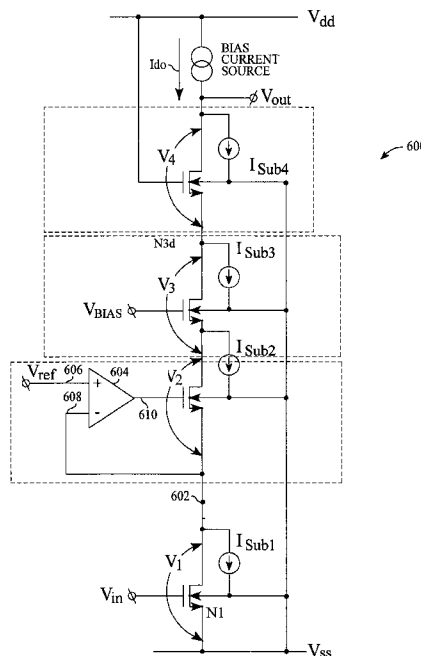 Vdd
BIAS
CURRENT
SOURCE
Ido
Vout
V4
ISub4
N3d
ISub3
V3
VBIAS
ISub2
Vref
606
604
V2
608
610
602
ISub1
V1
Vin
N1
Vss